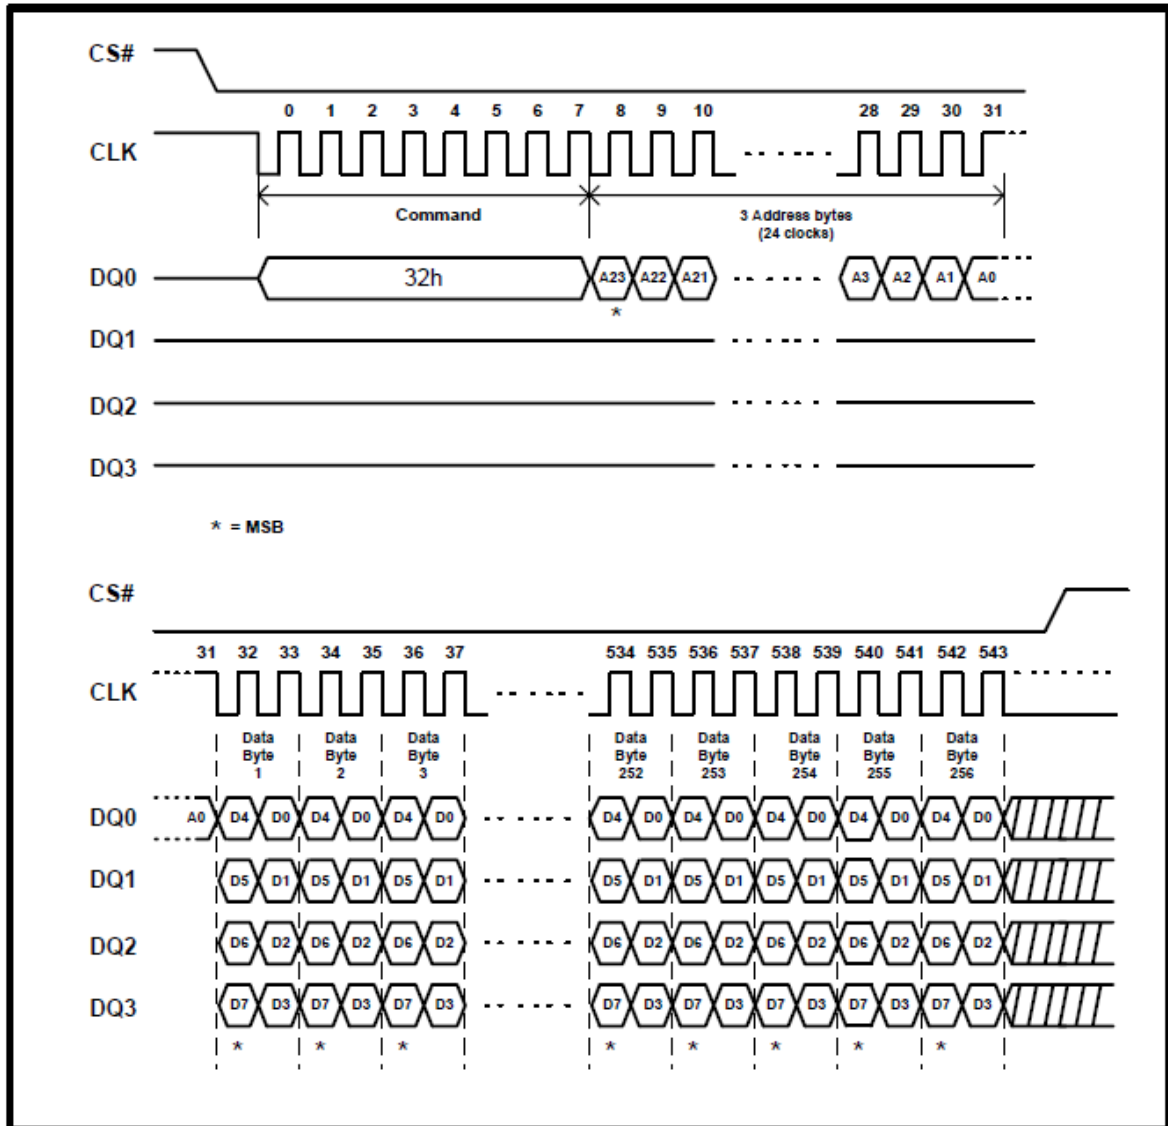 CS#
0 1 2 3 4 5 6 7 8 9 10 28 29 30 31
CLK
Command
3 Address bytes
(24 clocks)
DQ0 32h A23 A22 A21 A3 A2 A1 A0
*
DQ1
DQ2
DQ3
* = MSB
CS#
31 32 33 34 35 36 37 534 535 536 537 538 539 540 541 542 543
CLK
Data Data Data Data Data Data Data Data
Byte Byte Byte Byte Byte Byte Byte Byte
1 2 3 252 253 254 255 256
DQ0 A0 D4 D0 D4 D0 D4 D0 D4 D0 D4 D0 D4 D0 D4 D0 D4 D0
DQ1 D5 D1 D5 D1 D5 D1 D5 D1 D5 D1 D5 D1 D5 D1 D5 D1
DQ2 D6 D2 D6 D2 D6 D2 D6 D2 D6 D2 D6 D2 D6 D2 D6 D2
DQ3 D7 D3 D7 D3 D7 D3 D7 D3 D7 D3 D7 D3 D7 D3 D7 D3
* * * * * * * *